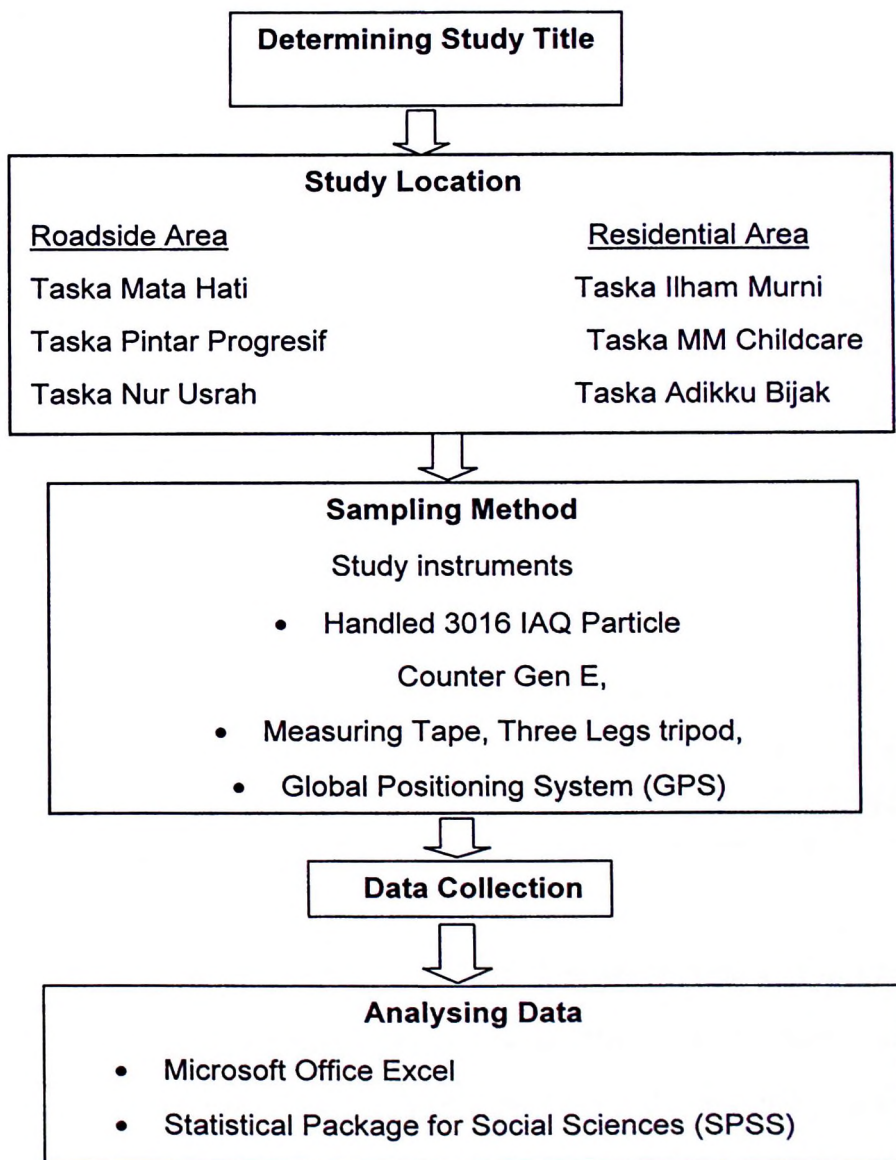 Determining Study Title
Study Location
Roadside Area
Taska Mata Hati
Taska Pintar Progresif
Taska Nur Usrah
Residential Area
Taska Ilham Murni
Taska MM Childcare
Taska Adikku Bijak
Sampling Method
Study instruments
• Handled 3016 IAQ Particle
Counter Gen E,
• Measuring Tape, Three Legs tripod,
• Global Positioning System (GPS)
Data Collection
Analysing Data
• Microsoft Office Excel
• Statistical Package for Social Sciences (SPSS)